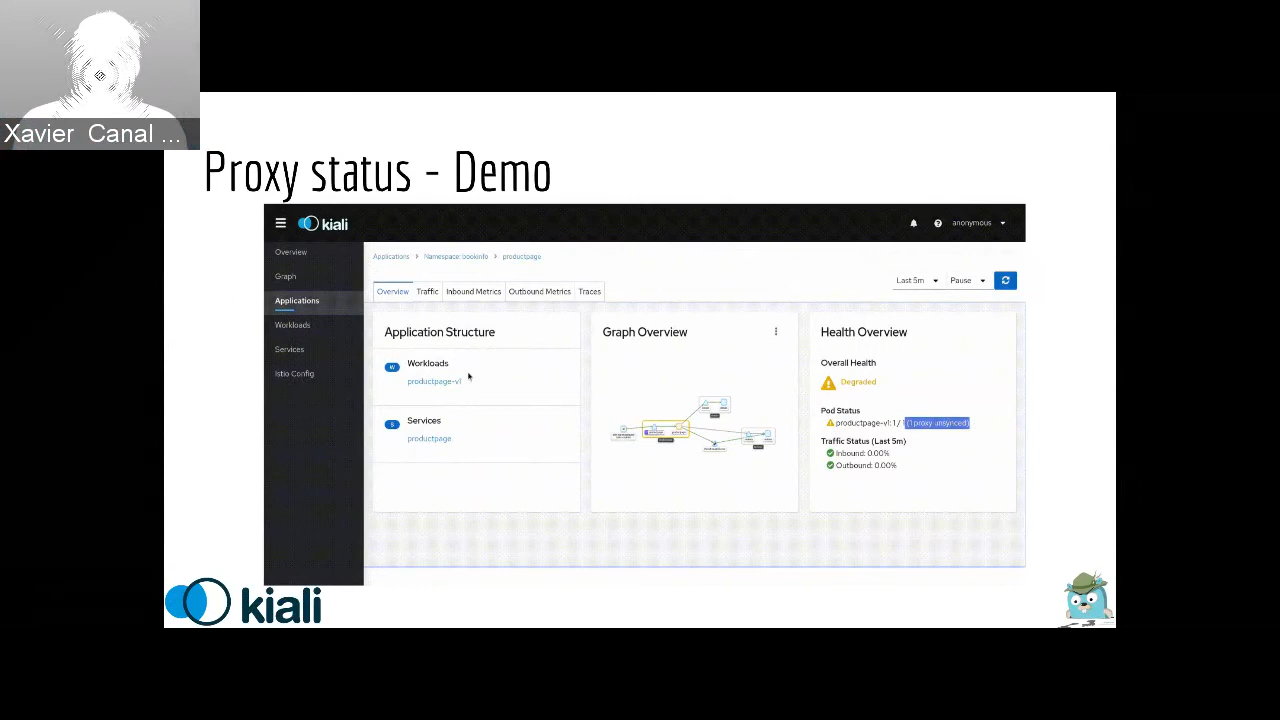 Xavier Canal ...
Proxy status - Demo
kiali
anonymous
Overview
Graph
Applications
Workloads
Services
Istio Config
Applications > Namespace: bookinfo > productpage
Last 5m
Pause
Overview Traffic Inbound Metrics Outbound Metrics Traces
Application Structure
W
Workloads
productpage-v1
S
Services
productpage
Graph Overview
Health Overview
Overall Health
Degraded
Pod Status
productpage-v1: 1 / 1 (1 proxy unsynced)
Traffic Status (Last 5m)
Inbound: 0.00%
Outbound: 0.00%
kiali